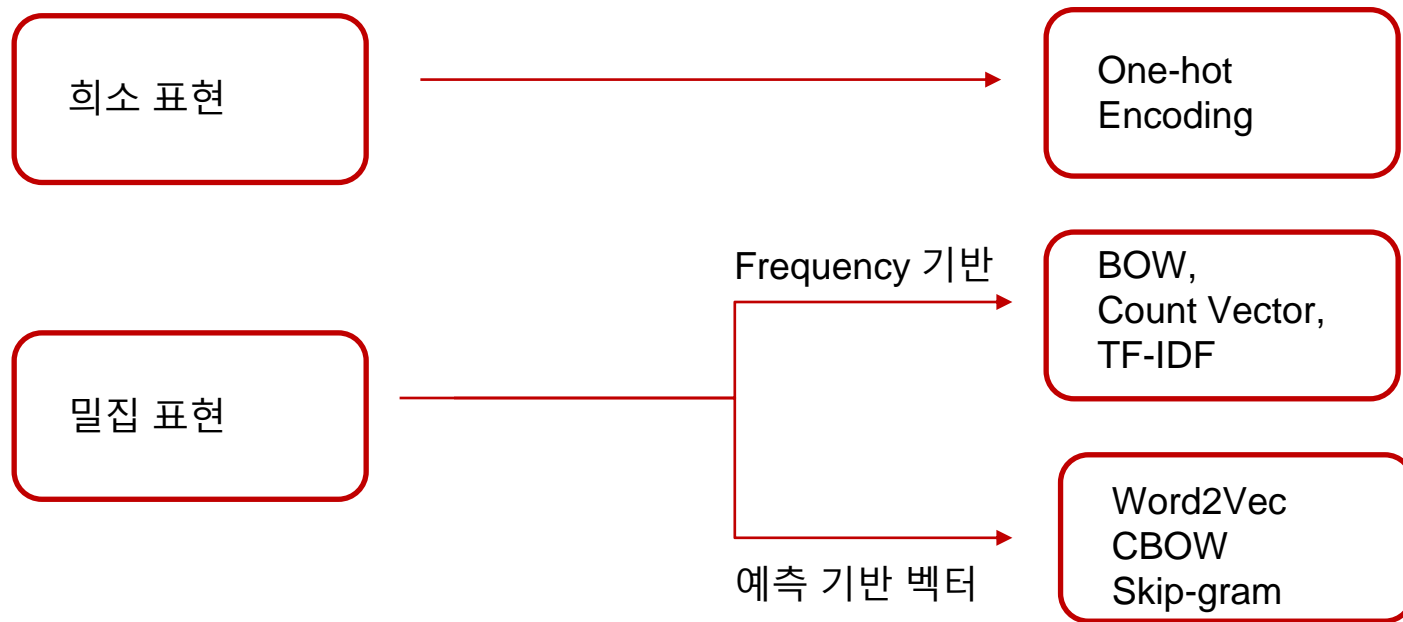 희소 표현
One-hot
Encoding
Frequency 기반
BOW,
Count Vector,
TF-IDF
밀집 표현
Word2Vec
CBOW
Skip-gram
예측 기반 벡터